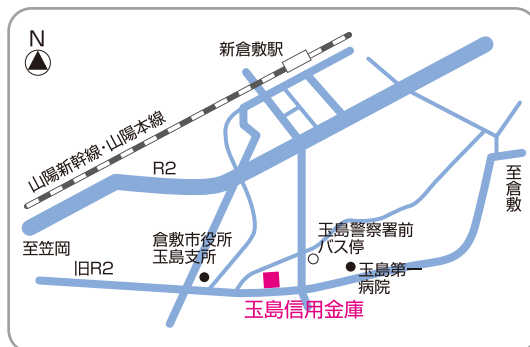 N
新倉敷駅
山陽新幹線・山陽本線
R2
至笠岡
倉敷市役所
玉島支所
旧R2
玉島警察署前
バス停
玉島第一
病院
至倉敷
玉島信用金庫